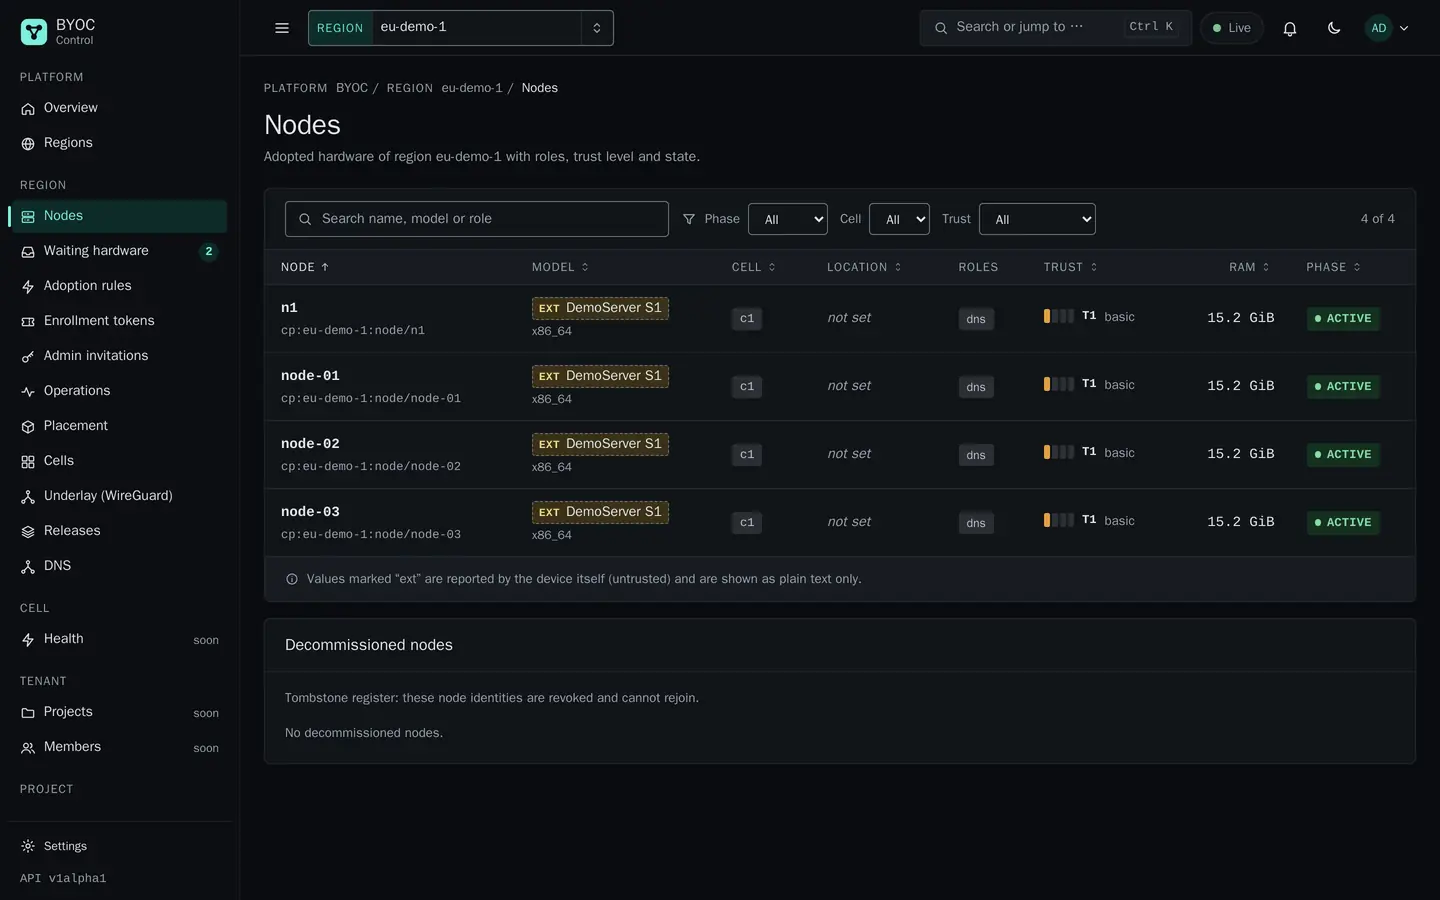 BYOC
Control
PLATFORM
Overview
Regions
REGION
Nodes
Waiting hardware 2
Adoption rules
Enrollment tokens
Admin invitations
Operations
Placement
Cells
Underlay (WireGuard)
Releases
DNS
CELL
Health soon
TENANT
Projects soon
Members soon
PROJECT
Settings
API v1alpha1
REGION eu-demo-1
Search or jump to ··· Ctrl K
Live
AD
PLATFORM BYOC / REGION eu-demo-1 / Nodes
Nodes
Adopted hardware of region eu-demo-1 with roles, trust level and state.
Search name, model or role Phase All Cell All Trust All 4 of 4
NODE ↑ MODEL CELL LOCATION ROLES TRUST RAM PHASE
n1 EXT DemoServer S1 c1 not set dns T1 basic 15.2 GiB ACTIVE
cp:eu-demo-1:node/n1 x86_64
node-01 EXT DemoServer S1 c1 not set dns T1 basic 15.2 GiB ACTIVE
cp:eu-demo-1:node/node-01 x86_64
node-02 EXT DemoServer S1 c1 not set dns T1 basic 15.2 GiB ACTIVE
cp:eu-demo-1:node/node-02 x86_64
node-03 EXT DemoServer S1 c1 not set dns T1 basic 15.2 GiB ACTIVE
cp:eu-demo-1:node/node-03 x86_64
Values marked “ext” are reported by the device itself (untrusted) and are shown as plain text only.
Decommissioned nodes
Tombstone register: these node identities are revoked and cannot rejoin.
No decommissioned nodes.